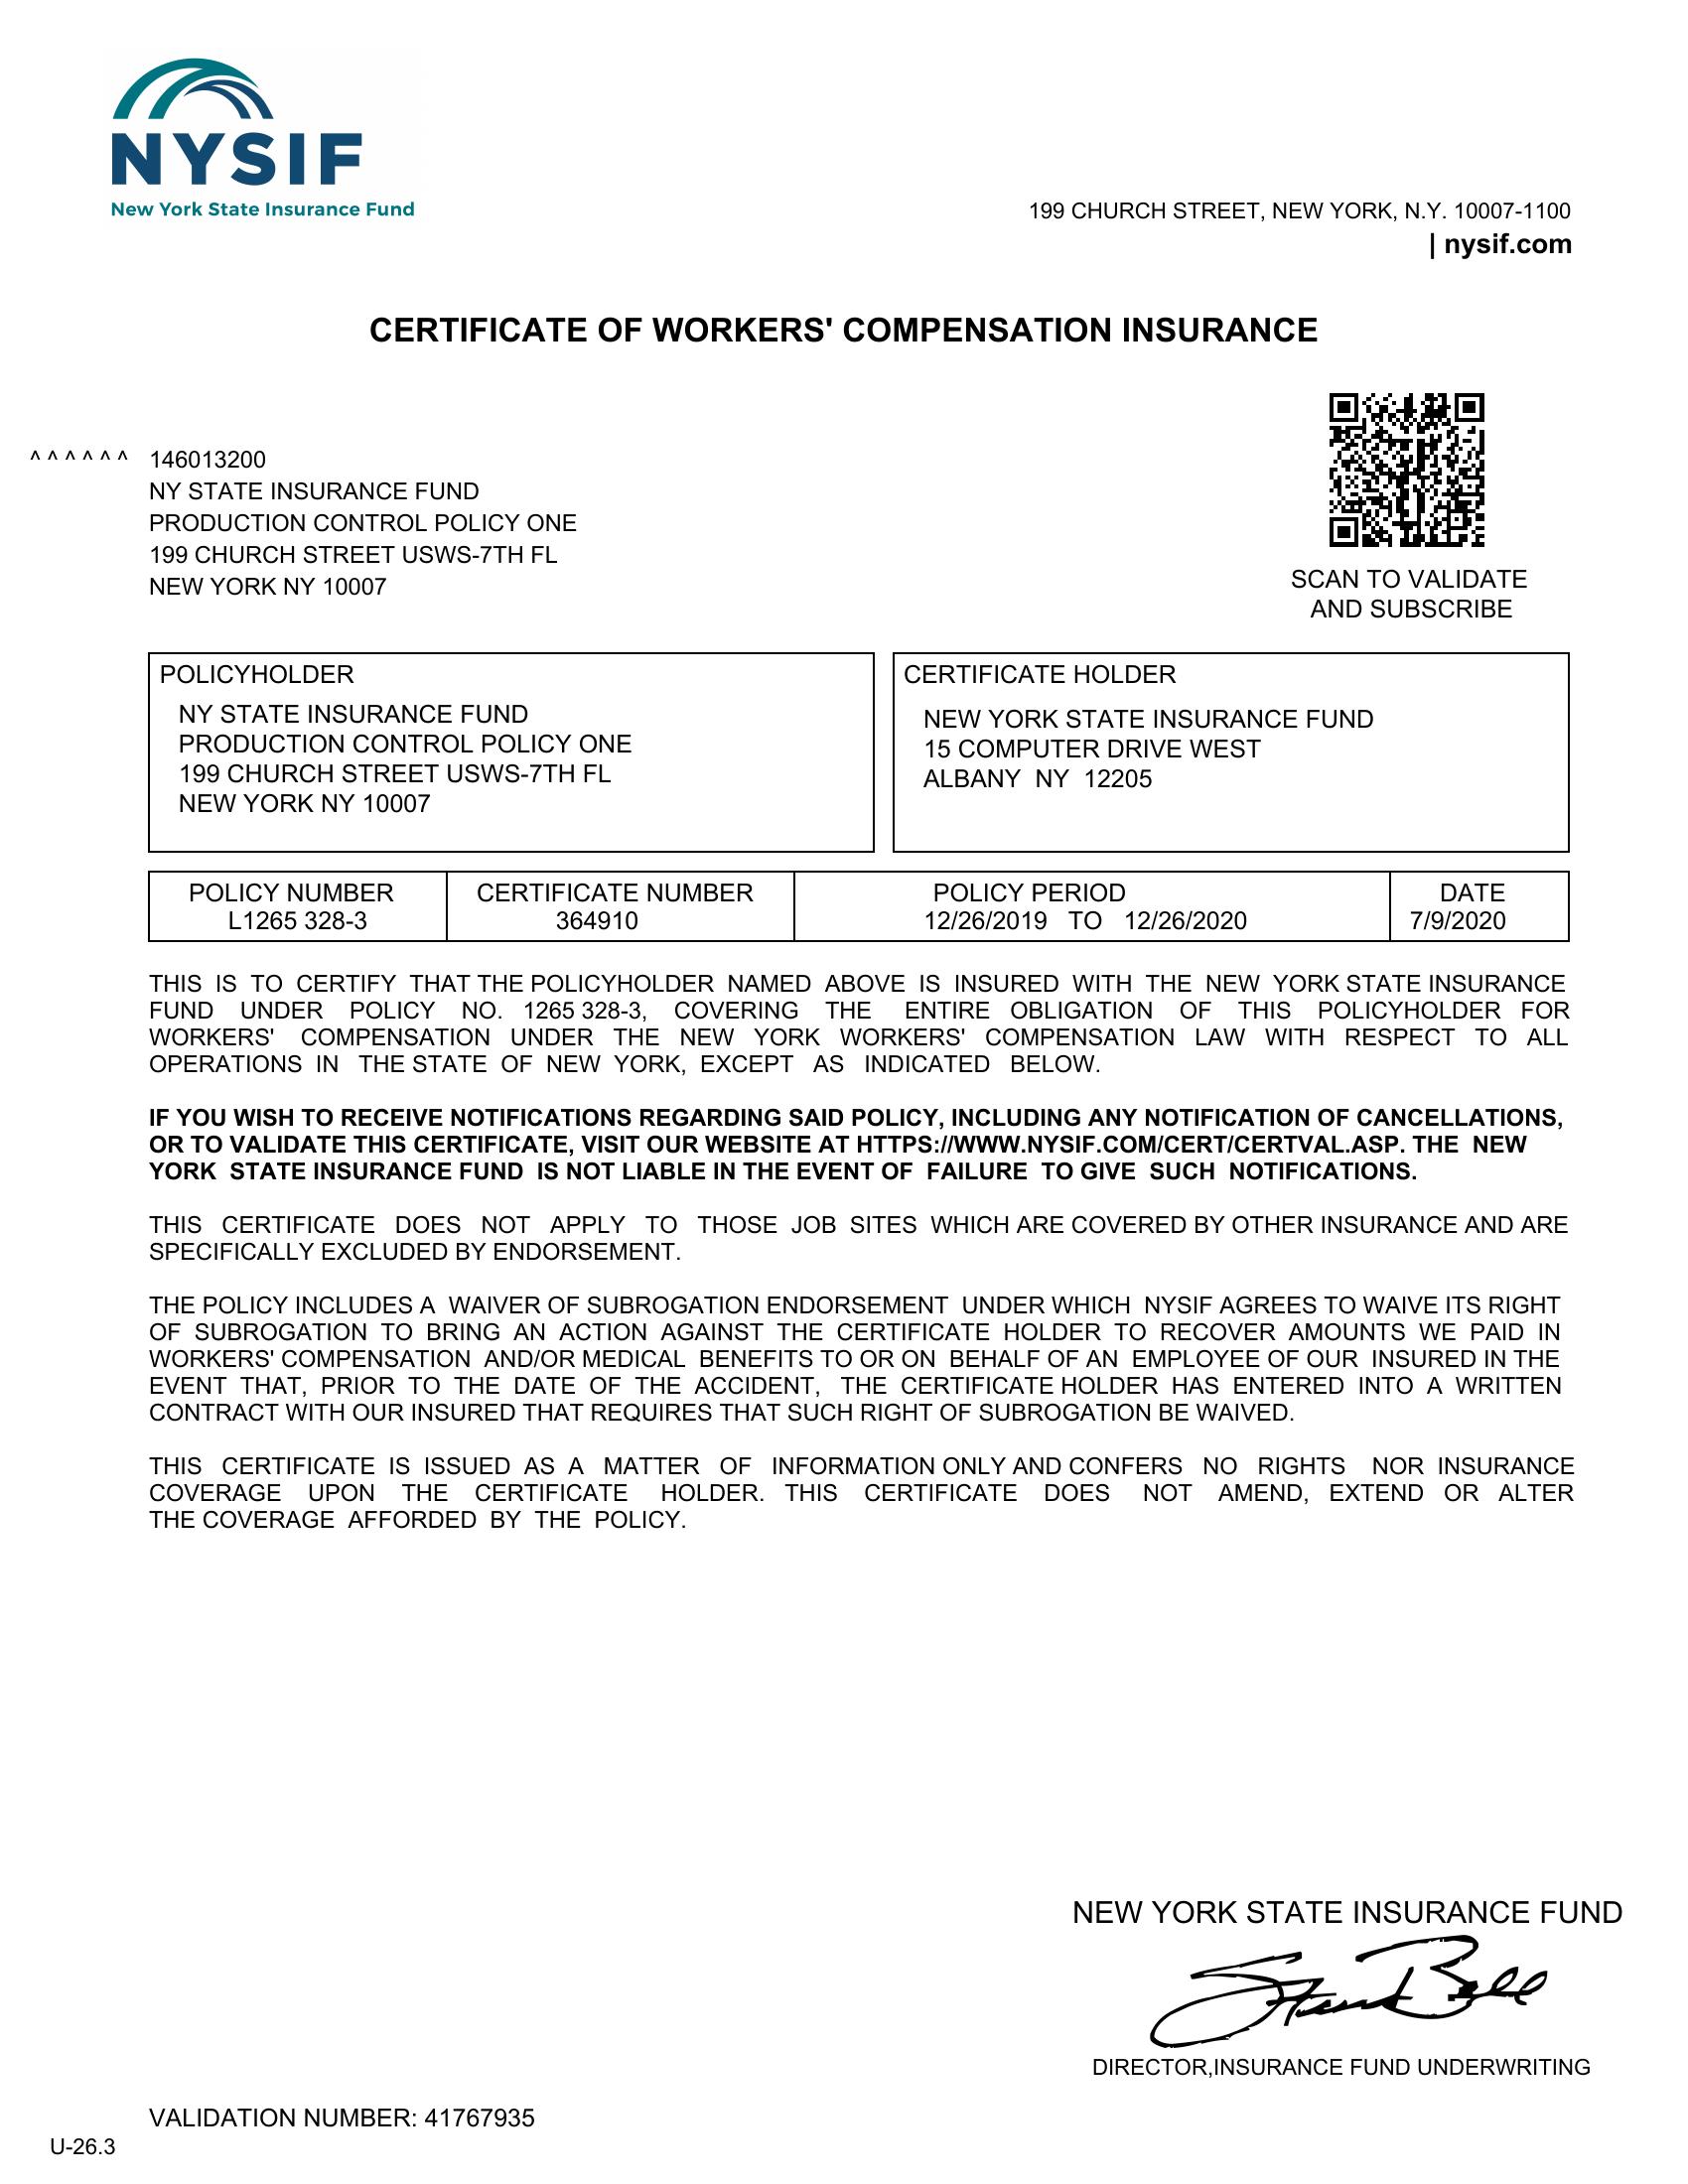 NYSIF
New York State Insurance Fund
199 CHURCH STREET, NEW YORK, N.Y. 10007-1100
| nysif.com
CERTIFICATE OF WORKERS' COMPENSATION INSURANCE
^ ^ ^ ^ ^ ^ 146013200
NY STATE INSURANCE FUND
PRODUCTION CONTROL POLICY ONE
199 CHURCH STREET USWS-7TH FL
NEW YORK NY 10007
SCAN TO VALIDATE
AND SUBSCRIBE
POLICYHOLDER
NY STATE INSURANCE FUND
PRODUCTION CONTROL POLICY ONE
199 CHURCH STREET USWS-7TH FL
NEW YORK NY 10007
CERTIFICATE HOLDER
NEW YORK STATE INSURANCE FUND
15 COMPUTER DRIVE WEST
ALBANY NY 12205
POLICY NUMBER
L1265 328-3
CERTIFICATE NUMBER
364910
POLICY PERIOD
12/26/2019 TO 12/26/2020
DATE
7/9/2020
THIS IS TO CERTIFY THAT THE POLICYHOLDER NAMED ABOVE IS INSURED WITH THE NEW YORK STATE INSURANCE
FUND UNDER POLICY NO. 1265 328-3, COVERING THE ENTIRE OBLIGATION OF THIS POLICYHOLDER FOR
WORKERS' COMPENSATION UNDER THE NEW YORK WORKERS' COMPENSATION LAW WITH RESPECT TO ALL
OPERATIONS IN THE STATE OF NEW YORK, EXCEPT AS INDICATED BELOW.
IF YOU WISH TO RECEIVE NOTIFICATIONS REGARDING SAID POLICY, INCLUDING ANY NOTIFICATION OF CANCELLATIONS,
OR TO VALIDATE THIS CERTIFICATE, VISIT OUR WEBSITE AT HTTPS://WWW.NYSIF.COM/CERT/CERTVAL.ASP. THE NEW
YORK STATE INSURANCE FUND IS NOT LIABLE IN THE EVENT OF FAILURE TO GIVE SUCH NOTIFICATIONS.
THIS CERTIFICATE DOES NOT APPLY TO THOSE JOB SITES WHICH ARE COVERED BY OTHER INSURANCE AND ARE
SPECIFICALLY EXCLUDED BY ENDORSEMENT.
THE POLICY INCLUDES A WAIVER OF SUBROGATION ENDORSEMENT UNDER WHICH NYSIF AGREES TO WAIVE ITS RIGHT
OF SUBROGATION TO BRING AN ACTION AGAINST THE CERTIFICATE HOLDER TO RECOVER AMOUNTS WE PAID IN
WORKERS' COMPENSATION AND/OR MEDICAL BENEFITS TO OR ON BEHALF OF AN EMPLOYEE OF OUR INSURED IN THE
EVENT THAT, PRIOR TO THE DATE OF THE ACCIDENT, THE CERTIFICATE HOLDER HAS ENTERED INTO A WRITTEN
CONTRACT WITH OUR INSURED THAT REQUIRES THAT SUCH RIGHT OF SUBROGATION BE WAIVED.
THIS CERTIFICATE IS ISSUED AS A MATTER OF INFORMATION ONLY AND CONFERS NO RIGHTS NOR INSURANCE
COVERAGE UPON THE CERTIFICATE HOLDER. THIS CERTIFICATE DOES NOT AMEND, EXTEND OR ALTER
THE COVERAGE AFFORDED BY THE POLICY.
NEW YORK STATE INSURANCE FUND
DIRECTOR,INSURANCE FUND UNDERWRITING
VALIDATION NUMBER: 41767935
U-26.3